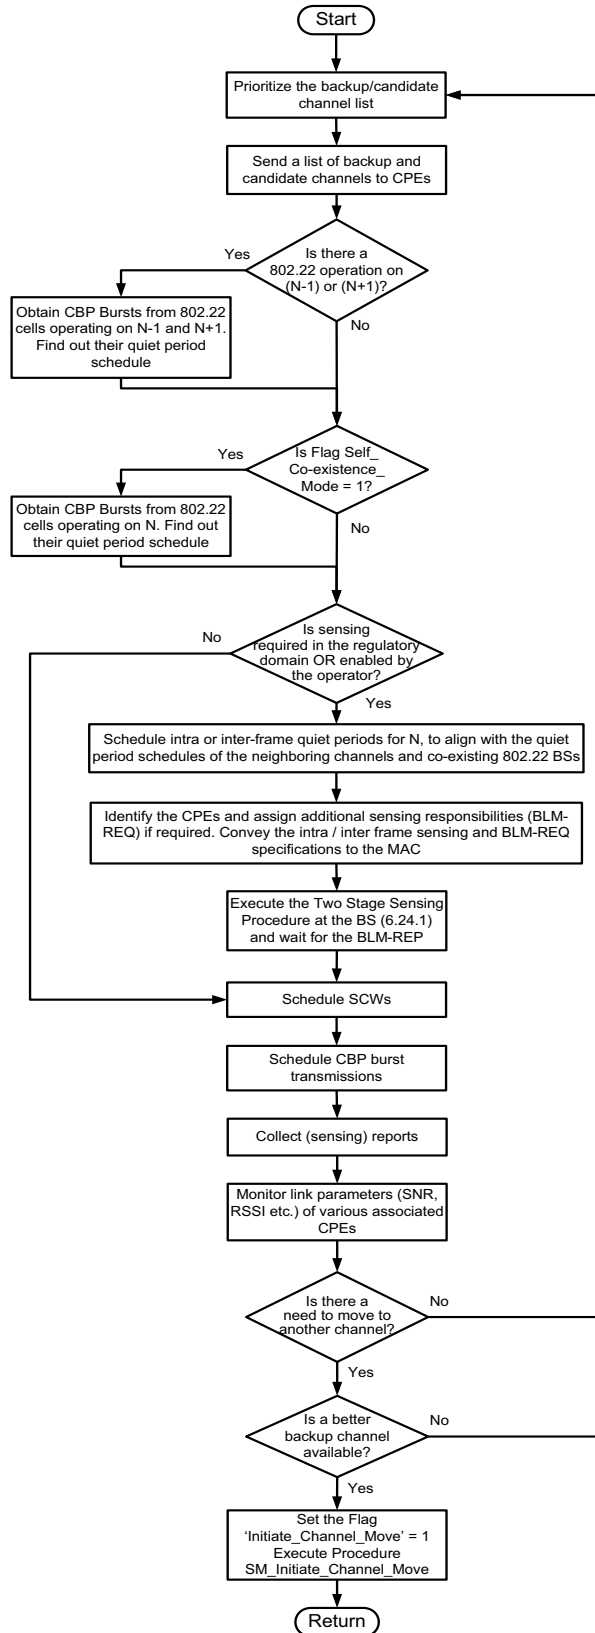 Start
Prioritize the backup/candidate
channel list
Send a list of backup and
candidate channels to CPEs
Is there a
802.22 operation on
(N-1) or (N+1)?
Yes
No
Obtain CBP Bursts from 802.22
cells operating on N-1 and N+1.
Find out their quiet period
schedule
Is Flag Self_
Co-existence_
Mode = 1?
Yes
No
Obtain CBP Bursts from 802.22
cells operating on N. Find out
their quiet period schedule
Is sensing
required in the regulatory
domain OR enabled by
the operator?
No
Yes
Schedule intra or inter-frame quiet periods for N, to align with the quiet
period schedules of the neighboring channels and co-existing 802.22 BSs
Identify the CPEs and assign additional sensing responsibilities (BLM-
REQ) if required. Convey the intra / inter frame sensing and BLM-REQ
specifications to the MAC
Execute the Two Stage Sensing
Procedure at the BS (6.24.1)
and wait for the BLM-REP
Schedule SCWs
Schedule CBP burst
transmissions
Collect (sensing) reports
Monitor link parameters (SNR,
RSSI etc.) of various associated
CPEs
Is there a
need to move to
another channel?
No
Yes
Is a better
backup channel
available?
No
Yes
Set the Flag
‘Initiate_Channel_Move’ = 1
Execute Procedure
SM_Initiate_Channel_Move
Return